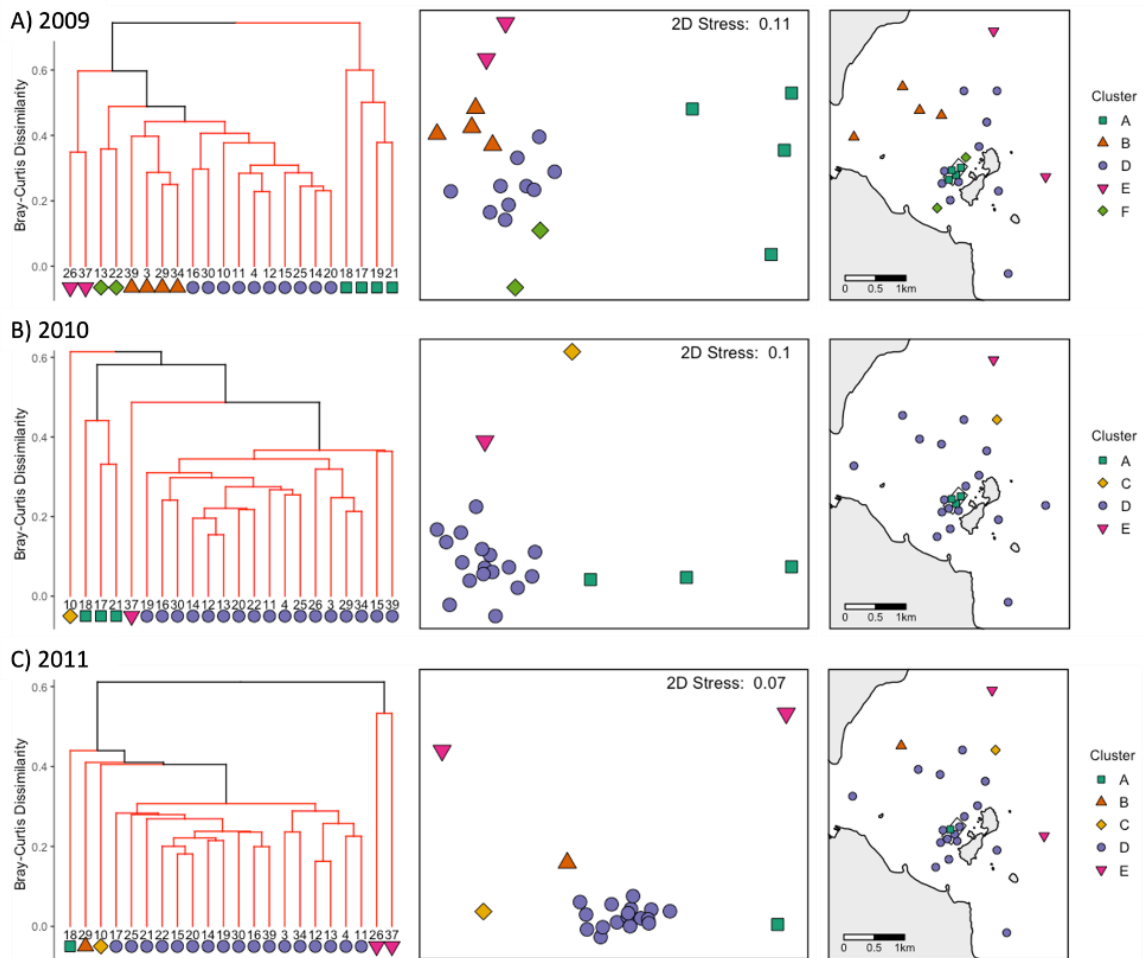 A) 2009
Bray-Curtis Dissimilarity
0.6
0.4
0.2
0.0
26 37 13 22 39 3 29 34 16 30 10 11 4 12 15 25 14 20 18 17 19 21
2D Stress: 0.11
0 0.5 1km
Cluster
A
B
D
E
F
B) 2010
Bray-Curtis Dissimilarity
0.6
0.4
0.2
0.0
10 18 17 21 37 19 16 30 14 12 13 20 22 11 4 25 26 3 29 34 15 39
2D Stress: 0.1
0 0.5 1km
Cluster
A
C
D
E
C) 2011
Bray-Curtis Dissimilarity
0.6
0.4
0.2
0.0
18 29 10 17 25 21 22 15 20 14 19 30 16 39 3 34 12 13 4 11 26 37
2D Stress: 0.07
0 0.5 1km
Cluster
A
B
C
D
E